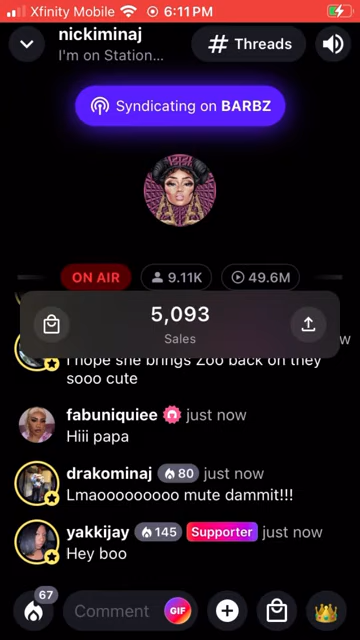 Xfinity Mobile 6:11PM
nickiminaj
I'm on Station...
# Threads
Syndicating on BARBZ
ON AIR 9.11K 49.6M
5,093
Sales
w
I hope she brings Zoo back on they
sooo cute
fabuniquiee just now
Hiii papa
drakominaj 80 just now
Lmaooooooooo mute dammit!!!
yakkijay 145 Supporter just now
Hey boo
67
Comment GIF